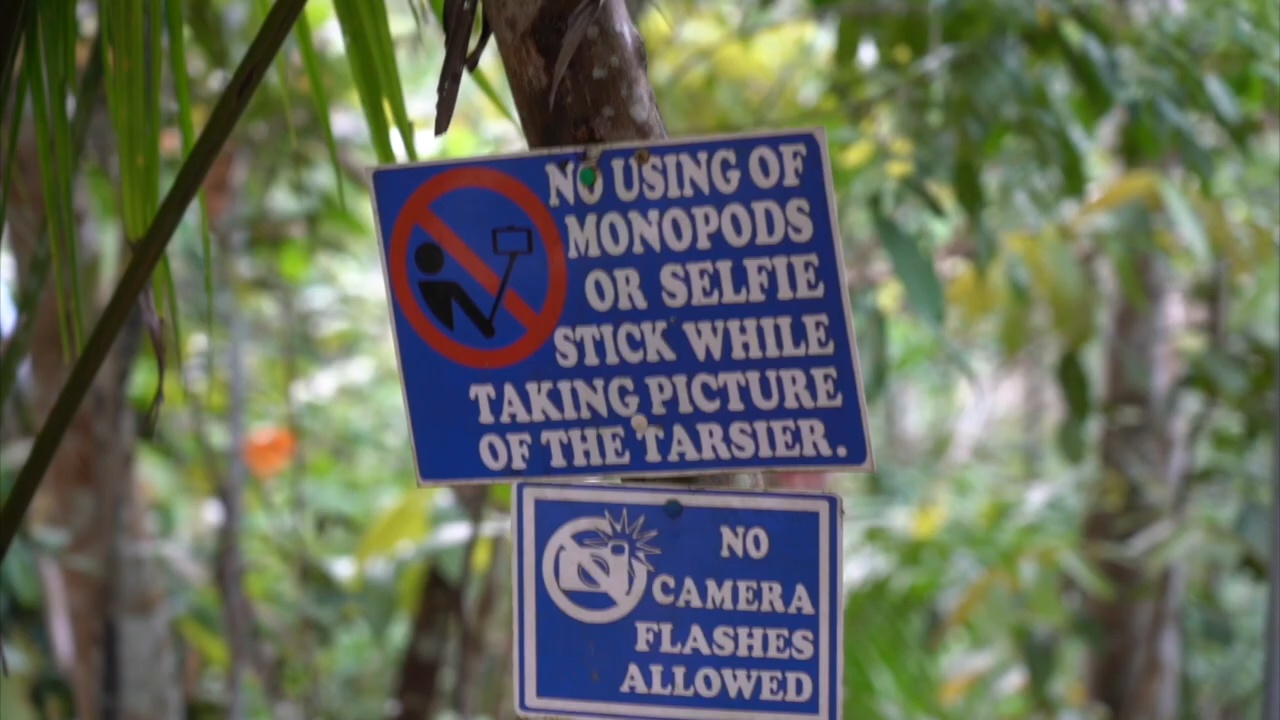 NO USING OF
MONOPODS
OR SELFIE
STICK WHILE
TAKING PICTURE
OF THE TARSIER.
NO
CAMERA
FLASHES
ALLOWED